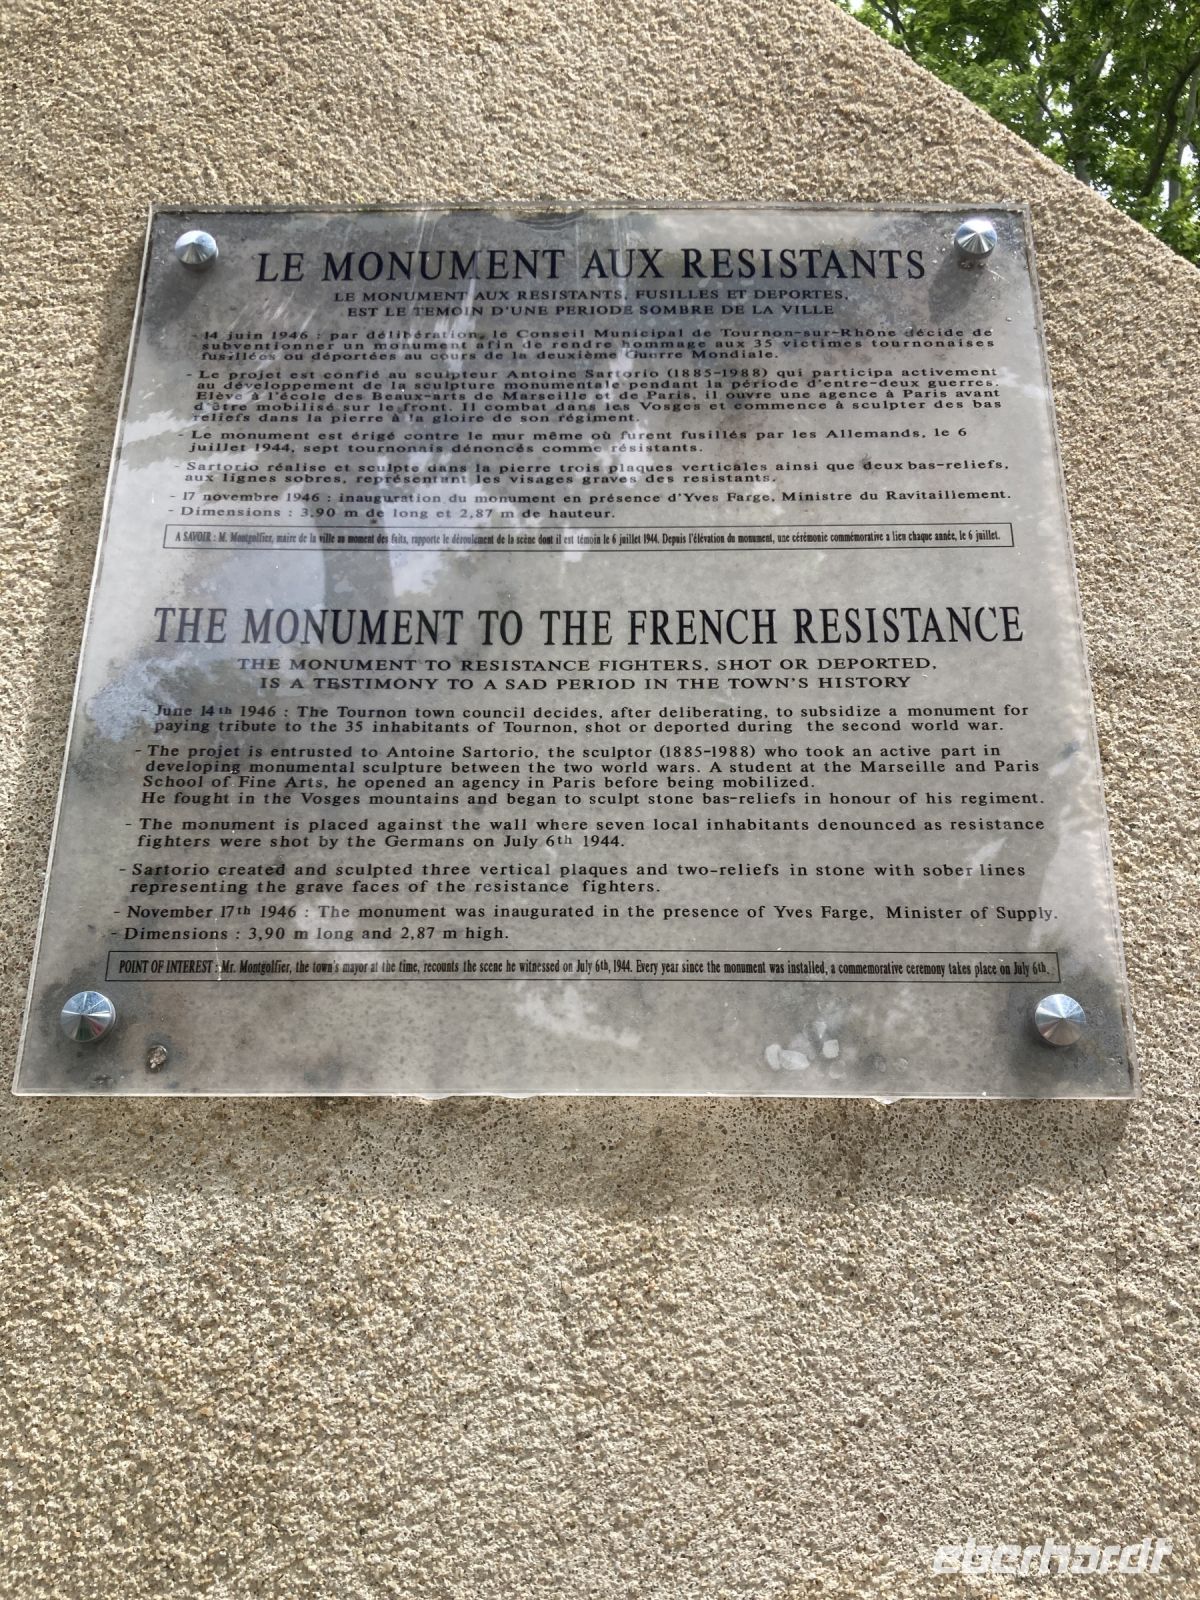 LE MONUMENT AUX RESISTANTS
LE MONUMENT AUX RESISTANTS, FUSILLES ET DEPORTES,
EST LE TEMOIN D'UNE PERIODE SOMBRE DE LA VILLE
- 14 juin 1946 : par délibération, le Conseil Municipal de Tournon-sur-Rhône décide de
subventionner un monument afin de rendre hommage aux 35 victimes tournonaises
fusillées ou déportées au cours de la deuxième Guerre Mondiale.
- Le projet est confié au sculpteur Antoine Sartorio (1885-1988) qui participa activement
au développement de la sculpture monumentale pendant la période d'entre-deux guerres.
Elève à l'école des Beaux-arts de Marseille et de Paris, il ouvre une agence à Paris avant
d'être mobilisé sur le front. Il combat dans les Vosges et commence à sculpter des bas
reliefs dans la pierre à la gloire de son régiment.
- Le monument est érigé contre le mur même où furent fusillés par les Allemands, le 6
juillet 1944, sept tournonais dénoncés comme résistants.
- Sartorio réalise et sculpte dans la pierre trois plaques verticales ainsi que deux bas-reliefs,
aux lignes sobres, représentant les visages graves des resistants.
- 17 novembre 1946 : inauguration du monument en présence d'Yves Farge, Ministre du Ravitaillement.
- Dimensions : 3,90 m de long et 2,87 m de hauteur.
A SAVOIR : M. Montgolfier, maire de la ville au moment des faits, rapporte le déroulement de la scène dont il est témoin le 6 juillet 1944. Depuis l'élévation du monument, une cérémonie commémorative a lieu chaque année, le 6 juillet.
THE MONUMENT TO THE FRENCH RESISTANCE
THE MONUMENT TO RESISTANCE FIGHTERS, SHOT OR DEPORTED,
IS A TESTIMONY TO A SAD PERIOD IN THE TOWN'S HISTORY
- June 14th 1946 : The Tournon town council decides, after deliberating, to subsidize a monument for
paying tribute to the 35 inhabitants of Tournon, shot or deported during the second world war.
- The projet is entrusted to Antoine Sartorio, the sculptor (1885-1988) who took an active part in
developing monumental sculpture between the two world wars. A student at the Marseille and Paris
School of Fine Arts, he opened an agency in Paris before being mobilized.
He fought in the Vosges mountains and began to sculpt stone bas-reliefs in honour of his regiment.
- The monument is placed against the wall where seven local inhabitants denounced as resistance
fighters were shot by the Germans on July 6th 1944.
- Sartorio created and sculpted three vertical plaques and two-reliefs in stone with sober lines
representing the grave faces of the resistance fighters.
- November 17th 1946 : The monument was inaugurated in the presence of Yves Farge, Minister of Supply.
- Dimensions : 3,90 m long and 2,87 m high.
POINT OF INTEREST : Mr. Montgolfier, the town's mayor at the time, recounts the scene he witnessed on July 6th, 1944. Every year since the monument was installed, a commemorative ceremony takes place on July 6th.
eberhardt